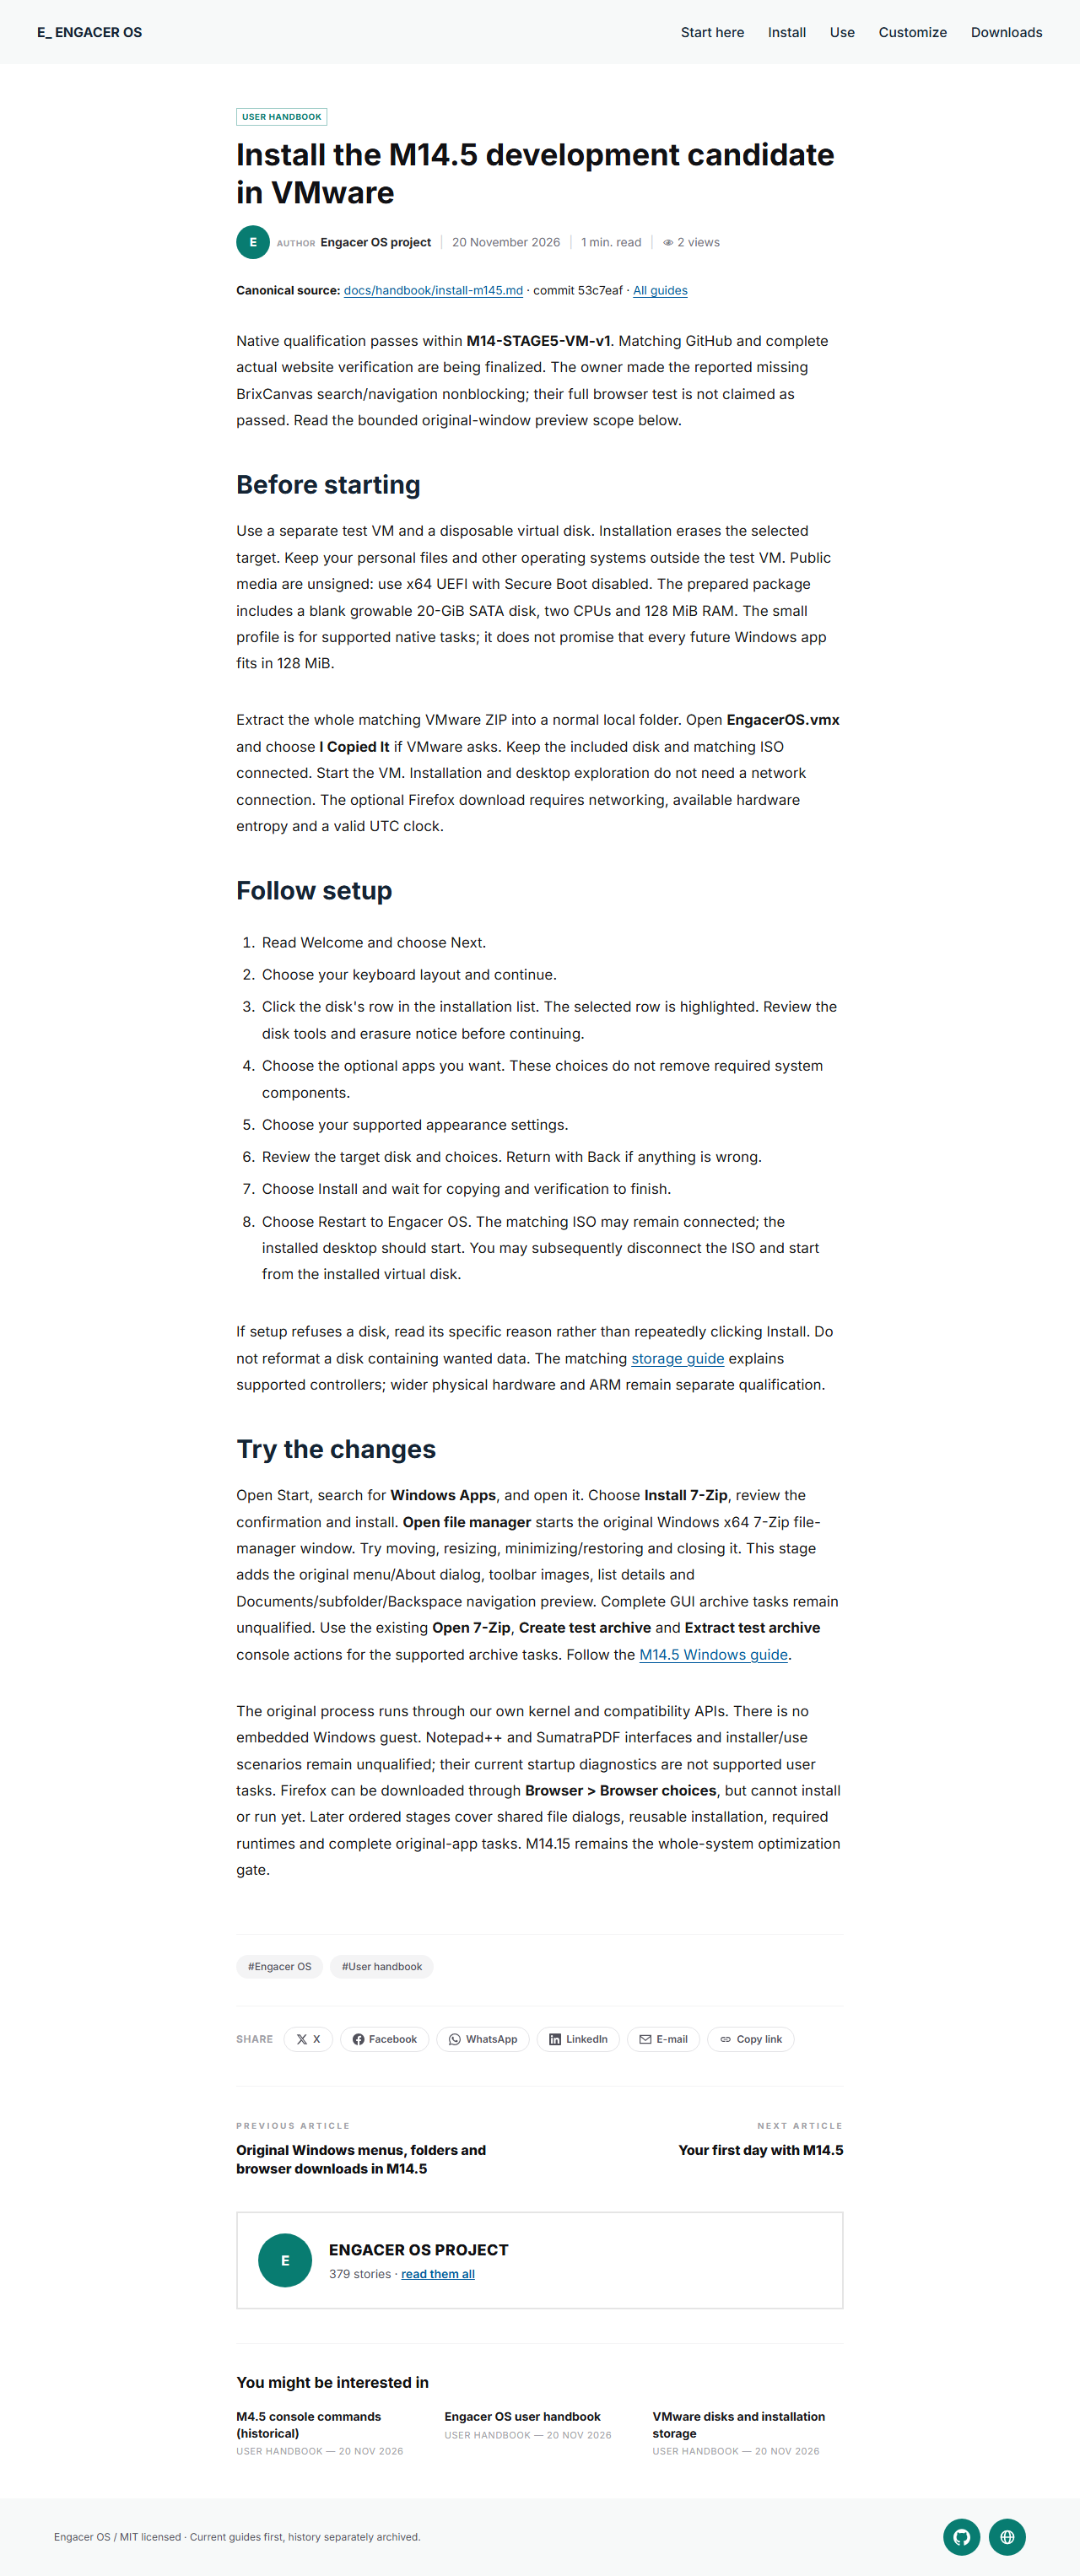 E_ ENGACER OS
Start here Install Use Customize Downloads
USER HANDBOOK
Install the M14.5 development candidate
in VMware
E AUTHOR Engacer OS project 20 November 2026 1 min. read 2 views
Canonical source: docs/handbook/install-m145.md · commit 53c7eaf · All guides
Native qualification passes within M14-STAGE5-VM-v1. Matching GitHub and complete
actual website verification are being finalized. The owner made the reported missing
BrixCanvas search/navigation nonblocking; their full browser test is not claimed as
passed. Read the bounded original-window preview scope below.
Before starting
Use a separate test VM and a disposable virtual disk. Installation erases the selected
target. Keep your personal files and other operating systems outside the test VM. Public
media are unsigned: use x64 UEFI with Secure Boot disabled. The prepared package
includes a blank growable 20-GiB SATA disk, two CPUs and 128 MiB RAM. The small
profile is for supported native tasks; it does not promise that every future Windows app
fits in 128 MiB.
Extract the whole matching VMware ZIP into a normal local folder. Open EngacerOS.vmx
and choose I Copied It if VMware asks. Keep the included disk and matching ISO
connected. Start the VM. Installation and desktop exploration do not need a network
connection. The optional Firefox download requires networking, available hardware
entropy and a valid UTC clock.
Follow setup
1. Read Welcome and choose Next.
2. Choose your keyboard layout and continue.
3. Click the disk's row in the installation list. The selected row is highlighted. Review the
disk tools and erasure notice before continuing.
4. Choose the optional apps you want. These choices do not remove required system
components.
5. Choose your supported appearance settings.
6. Review the target disk and choices. Return with Back if anything is wrong.
7. Choose Install and wait for copying and verification to finish.
8. Choose Restart to Engacer OS. The matching ISO may remain connected; the
installed desktop should start. You may subsequently disconnect the ISO and start
from the installed virtual disk.
If setup refuses a disk, read its specific reason rather than repeatedly clicking Install. Do
not reformat a disk containing wanted data. The matching storage guide explains
supported controllers; wider physical hardware and ARM remain separate qualification.
Try the changes
Open Start, search for Windows Apps, and open it. Choose Install 7-Zip, review the
confirmation and install. Open file manager starts the original Windows x64 7-Zip file-
manager window. Try moving, resizing, minimizing/restoring and closing it. This stage
adds the original menu/About dialog, toolbar images, list details and
Documents/subfolder/Backspace navigation preview. Complete GUI archive tasks remain
unqualified. Use the existing Open 7-Zip, Create test archive and Extract test archive
console actions for the supported archive tasks. Follow the M14.5 Windows guide.
The original process runs through our own kernel and compatibility APIs. There is no
embedded Windows guest. Notepad++ and SumatraPDF interfaces and installer/use
scenarios remain unqualified; their current startup diagnostics are not supported user
tasks. Firefox can be downloaded through Browser > Browser choices, but cannot install
or run yet. Later ordered stages cover shared file dialogs, reusable installation, required
runtimes and complete original-app tasks. M14.15 remains the whole-system optimization
gate.
#Engacer OS #User handbook
SHARE X Facebook WhatsApp LinkedIn E-mail Copy link
PREVIOUS ARTICLE
Original Windows menus, folders and
browser downloads in M14.5
NEXT ARTICLE
Your first day with M14.5
E
ENGACER OS PROJECT
379 stories · read them all
You might be interested in
M4.5 console commands
(historical)
USER HANDBOOK — 20 NOV 2026
Engacer OS user handbook
USER HANDBOOK — 20 NOV 2026
VMware disks and installation
storage
USER HANDBOOK — 20 NOV 2026
Engacer OS / MIT licensed · Current guides first, history separately archived.